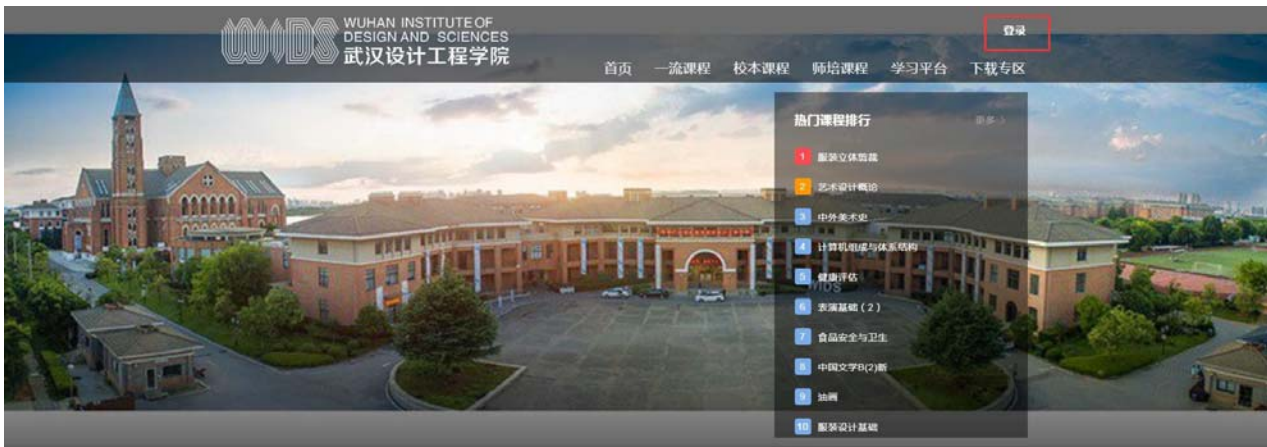 WUHAN INSTITUTE OF
DESIGN AND SCIENCES
武汉设计工程学院
登录
首页 一流课程 校本课程 师培课程 学习平台 下载专区
热门课程排行 更多
1 服装立体剪裁
2 艺术设计概论
3 中外美术史
4 计算机组成与体系结构
5 健康评估
6 表演基础(2)
7 食品安全与卫生
8 中国文学B(2)新
9 油画
10 服装设计基础